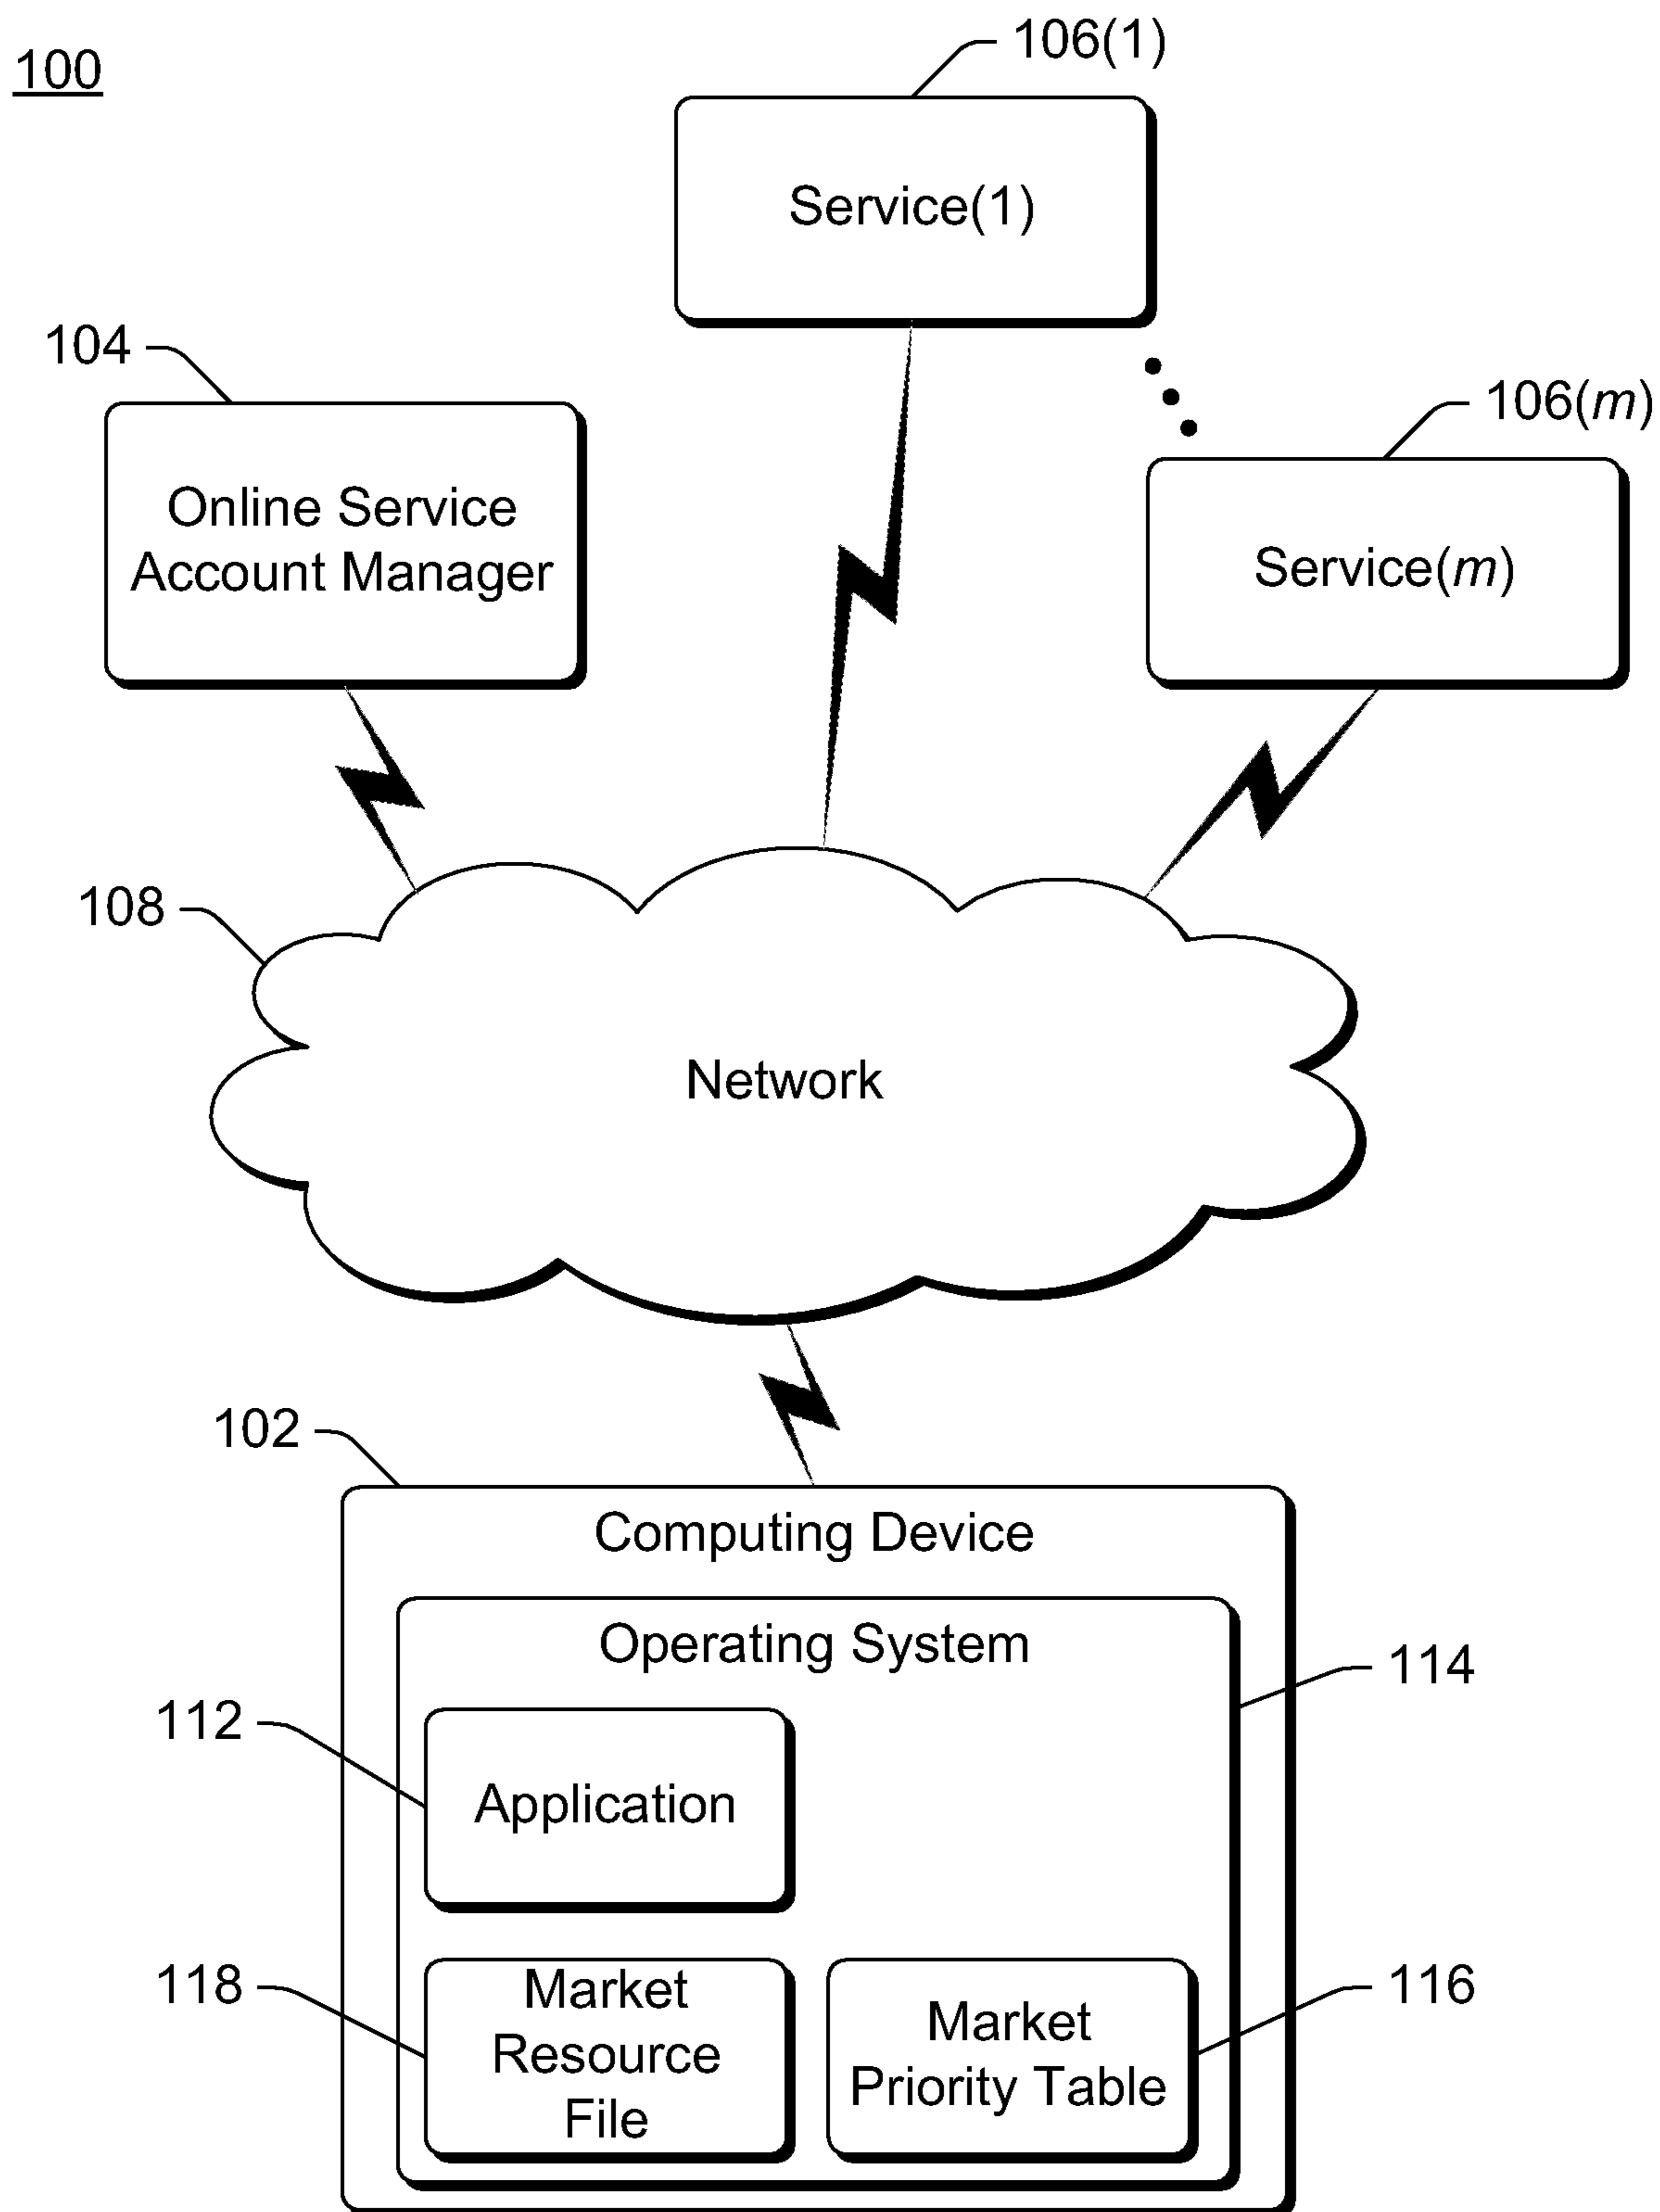 100
106(1)
Service(1)
104
106(m)
Online Service
Account Manager
Service(m)
108
Network
102
Computing Device
Operating System
114
112
Application
118
Market
Resource
File
Market
Priority Table
116